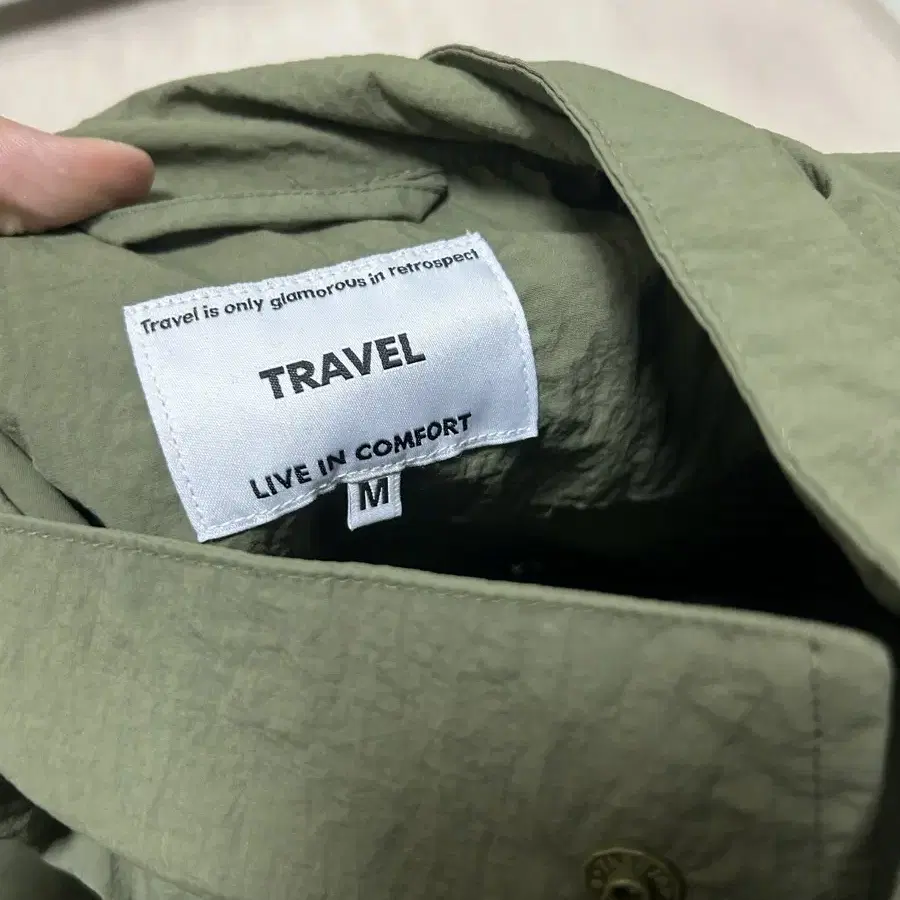 Travel is only glamorous in retrospect
TRAVEL
LIVE IN COMFORT
M